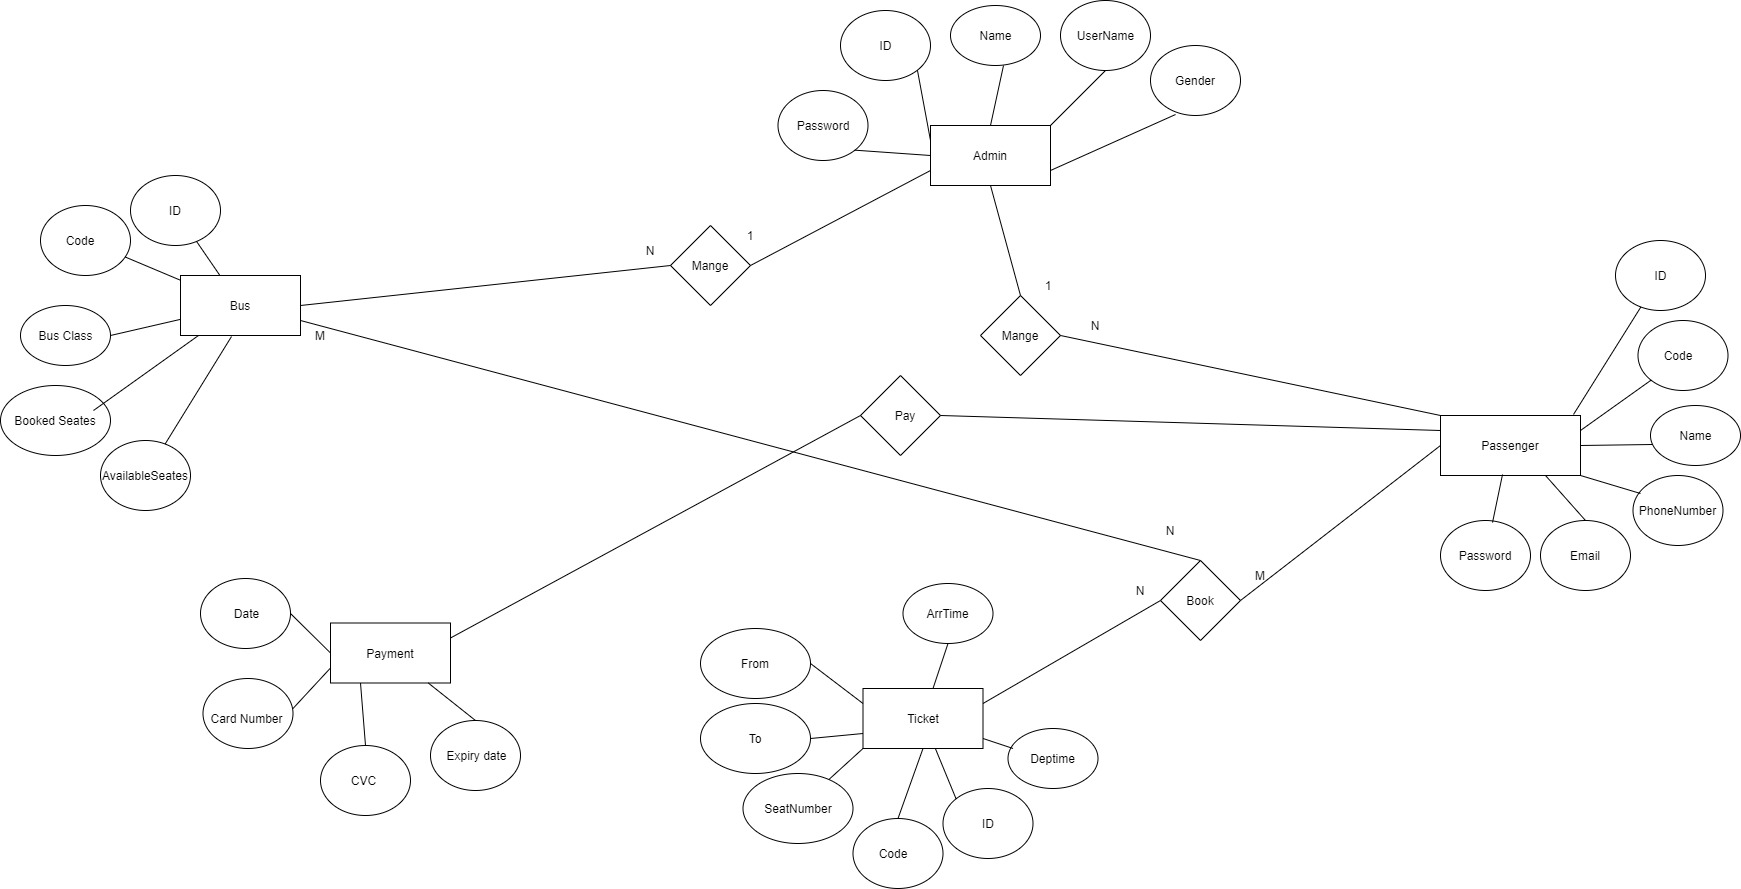 ID
Name
UserName
Gender
Password
Admin
ID
Code
N
1
Mange
Bus
M
Bus Class
Booked Seates
AvailableSeates
1
Mange
N
ID
Code
Pay
Passenger
Name
PhoneNumber
Password
Email
N
N
M
Book
Date
Payment
Card Number
CVC
Expiry date
ArrTime
From
Ticket
To
Deptime
SeatNumber
Code
ID